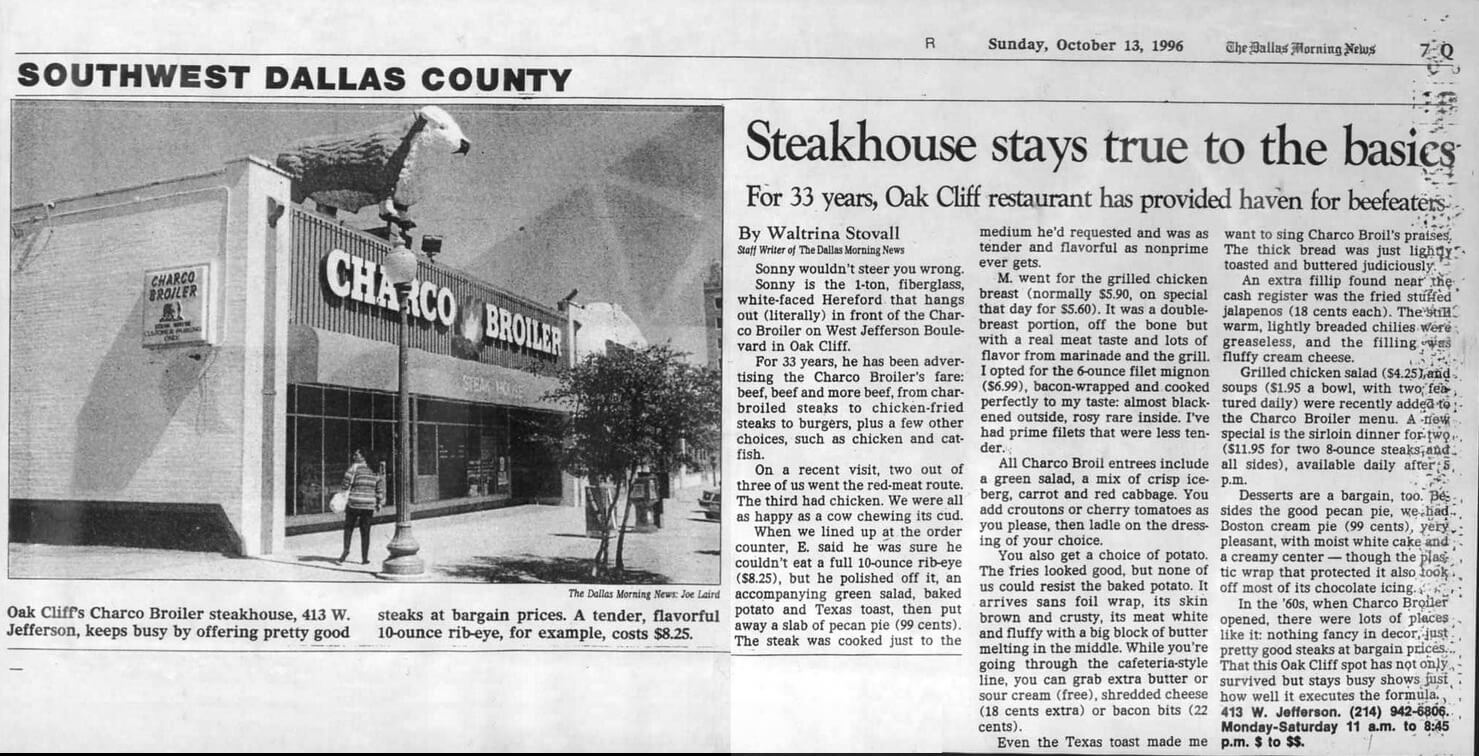 R
Sunday, October 13, 1996
The Dallas Morning News
7-Q
SOUTHWEST DALLAS COUNTY
CHARCO
BROILER
CUSTOMER PARKING
ONLY
CHARCO
BROILER
STEAK HOUSE
The Dallas Morning News: Joe Laird
Oak Cliff's Charco Broiler steakhouse, 413 W.
Jefferson, keeps busy by offering pretty good
steaks at bargain prices. A tender, flavorful
10-ounce rib-eye, for example, costs $8.25.
Steakhouse stays true to the basics
For 33 years, Oak Cliff restaurant has provided haven for beefeaters
By Waltrina Stovall
Staff Writer of The Dallas Morning News
Sonny wouldn't steer you wrong.
Sonny is the 1-ton, fiberglass,
white-faced Hereford that hangs
out (literally) in front of the Char-
co Broiler on West Jefferson Boule-
vard in Oak Cliff.
For 33 years, he has been adver-
tising the Charco Broiler's fare:
beef, beef and more beef, from char-
broiled steaks to chicken-fried
steaks to burgers, plus a few other
choices, such as chicken and cat-
fish.
On a recent visit, two out of
three of us went the red-meat route.
The third had chicken. We were all
as happy as a cow chewing its cud.
When we lined up at the order
counter, E. said he was sure he
couldn't eat a full 10-ounce rib-eye
($8.25), but he polished off it, an
accompanying green salad, baked
potato and Texas toast, then put
away a slab of pecan pie (99 cents).
The steak was cooked just to the
medium he'd requested and was as
tender and flavorful as nonprime
ever gets.
M. went for the grilled chicken
breast (normally $5.90, on special
that day for $5.60). It was a double-
breast portion, off the bone but
with a real meat taste and lots of
flavor from marinade and the grill.
I opted for the 6-ounce filet mignon
($6.99), bacon-wrapped and cooked
perfectly to my taste: almost black-
ened outside, rosy rare inside. I've
had prime filets that were less ten-
der.
All Charco Broil entrees include
a green salad, a mix of crisp ice-
berg, carrot and red cabbage. You
add croutons or cherry tomatoes as
you please, then ladle on the dress-
ing of your choice.
You also get a choice of potato.
The fries looked good, but none of
us could resist the baked potato. It
arrives sans foil wrap, its skin
brown and crusty, its meat white
and fluffy with a big block of butter
melting in the middle. While you're
going through the cafeteria-style
line, you can grab extra butter or
sour cream (free), shredded cheese
(18 cents extra) or bacon bits (22
cents).
Even the Texas toast made me
want to sing Charco Broil's praises.
The thick bread was just lightly
toasted and buttered judiciously.
An extra fillip found near the
cash register was the fried stuffed
jalapenos (18 cents each). The still
warm, lightly breaded chilies were
greaseless, and the filling was
fluffy cream cheese.
Grilled chicken salad ($4.25) and
soups ($1.95 a bowl, with two fea-
tured daily) were recently added to
the Charco Broiler menu. A new
special is the sirloin dinner for two
($11.95 for two 8-ounce steaks and
all sides), available daily after 5
p.m.
Desserts are a bargain, too. Be-
sides the good pecan pie, we had
Boston cream pie (99 cents), very
pleasant, with moist white cake and
a creamy center — though the plas-
tic wrap that protected it also took
off most of its chocolate icing.
In the '60s, when Charco Broiler
opened, there were lots of places
like it: nothing fancy in decor, just
pretty good steaks at bargain prices.
That this Oak Cliff spot has not only
survived but stays busy shows just
how well it executes the formula.
413 W. Jefferson. (214) 942-6806.
Monday-Saturday 11 a.m. to 8:45
p.m. $ to $$.